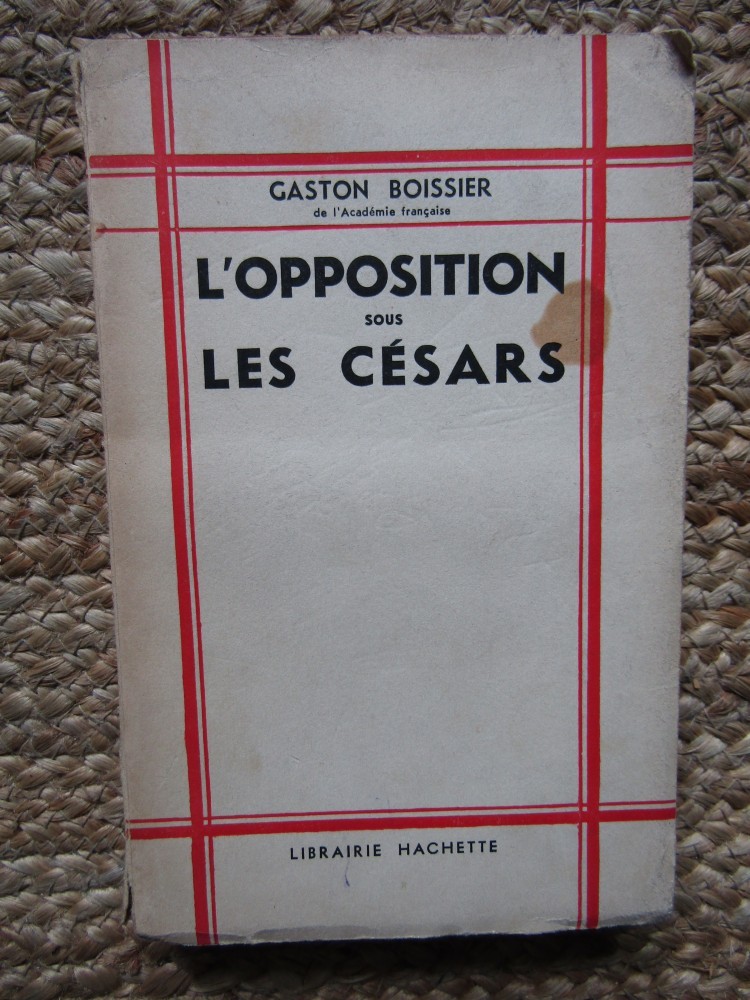 GASTON BOISSIER
de l'Académie française
L'OPPOSITION
sous
LES CÉSARS
LIBRAIRIE HACHETTE